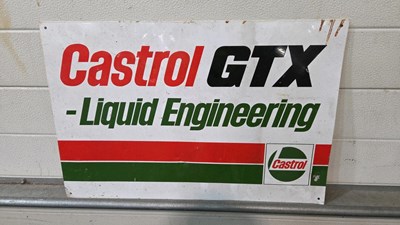 Castrol GTX
- Liquid Engineering
Castrol